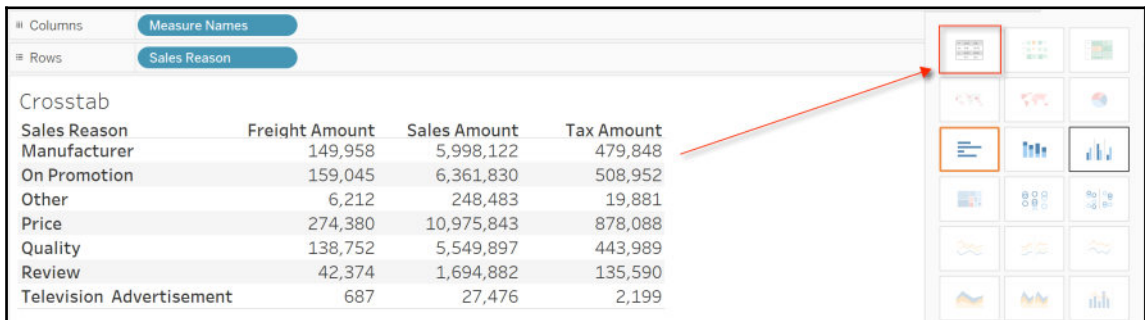 Columns Measure Names
Rows Sales Reason
Crosstab
Sales Reason Freight Amount Sales Amount Tax Amount
Manufacturer 149,958 5,998,122 479,848
On Promotion 159,045 6,361,830 508,952
Other 6,212 248,483 19,881
Price 274,380 10,975,843 878,088
Quality 138,752 5,549,897 443,989
Review 42,374 1,694,882 135,590
Television Advertisement 687 27,476 2,199